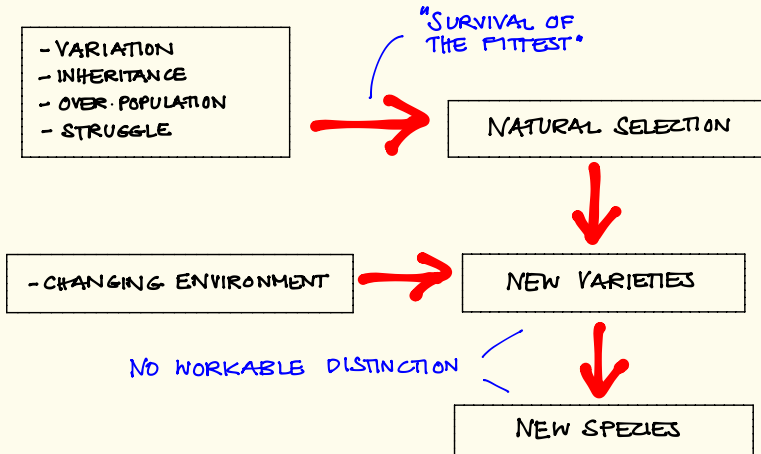 "SURVIVAL OF
THE FITTEST"
- VARIATION
- INHERITANCE
- OVER-POPULATION
- STRUGGLE
NATURAL SELECTION
- CHANGING ENVIRONMENT
NEW VARIETIES
NO WORKABLE DISTINCTION
NEW SPECIES